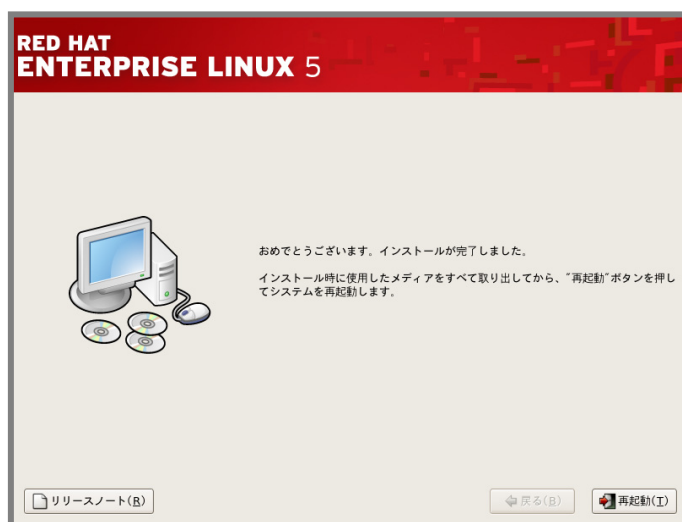 RED HAT
ENTERPRISE LINUX 5
おめでとうございます。インストールが完了しました。
インストール時に使用したメディアをすべて取り出してから、"再起動"ボタンを押し
てシステムを再起動します。
リリースノート(R)
戻る(B)
再起動(T)